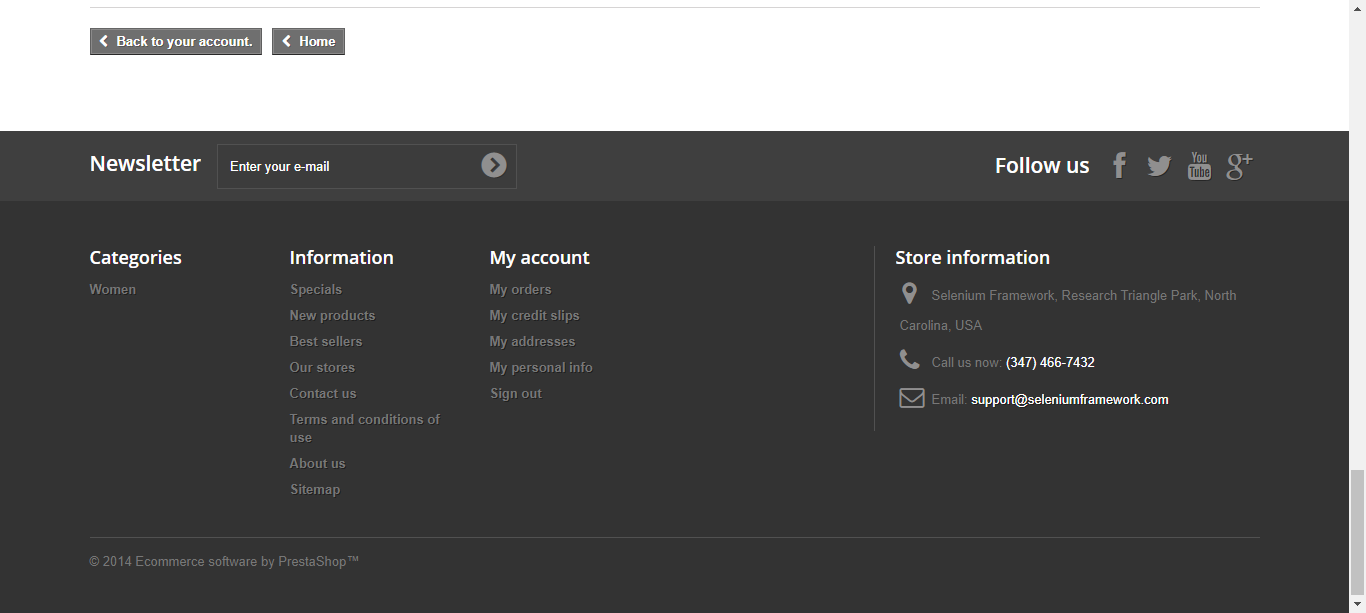 Back to your account.
Home
Newsletter
Enter your e-mail
Follow us
f
You
Tube
g+
Categories
Women
Information
Specials
New products
Best sellers
Our stores
Contact us
Terms and conditions of
use
About us
Sitemap
My account
My orders
My credit slips
My addresses
My personal info
Sign out
Store information
Selenium Framework, Research Triangle Park, North
Carolina, USA
Call us now: (347) 466-7432
Email: support@seleniumframework.com
© 2014 Ecommerce software by PrestaShop™